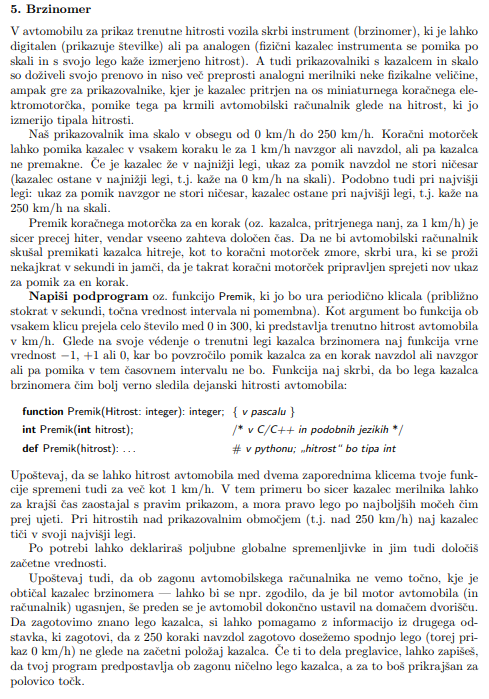 5. Brzinomer
V avtomobilu za prikaz trenutne hitrosti vozila skrbi instrument (brzinomer), ki je lahko
digitalen (prikazuje številke) ali pa analogen (fizični kazalec instrumenta se pomika po
skali in s svojo lego kaže izmerjeno hitrost). A tudi prikazovalniki s kazalcem in skalo
so doživeli svojo prenovo in niso več preprosti analogni merilniki neke fizikalne veličine,
ampak gre za prikazovalnike, kjer je kazalec pritrjen na os miniaturnega koračnega ele-
ktromotorčka, pomike tega pa krmili avtomobilski računalnik glede na hitrost, ki jo
izmerijo tipala hitrosti.
Naš prikazovalnik ima skalo v obsegu od 0 km/h do 250 km/h. Koračni motorček
lahko pomika kazalec v vsakem koraku le za 1 km/h navzgor ali navzdol, ali pa kazalca
ne premakne. Če je kazalec že v najnižji legi, ukaz za pomik navzdol ne stori ničesar
(kazalec ostane v najnižji legi, t.j. kaže na 0 km/h na skali). Podobno tudi pri najvišji
legi: ukaz za pomik navzgor ne stori ničesar, kazalec ostane pri najvišji legi, t.j. kaže na
250 km/h na skali.
Premik koračnega motorčka za en korak (oz. kazalca, pritrjenega nanj, za 1 km/h) je
sicer precej hiter, vendar vseeno zahteva določen čas. Da ne bi avtomobilski računalnik
skušal premikati kazalca hitreje, kot to koračni motorček zmore, skrbi ura, ki se proži
nekajkrat v sekundi in jamči, da je takrat koračni motorček pripravljen sprejeti nov ukaz
za pomik za en korak.
Napiši podprogram oz. funkcijo Premik, ki jo bo ura periodično klicala (približno
stokrat v sekundi, točna vrednost intervala ni pomembna). Kot argument bo funkcija ob
vsakem klicu prejela celo število med 0 in 300, ki predstavlja trenutno hitrost avtomobila
v km/h. Glede na svoje védenje o trenutni legi kazalca brzinomera naj funkcija vrne
vrednost −1, +1 ali 0, kar bo povzročilo pomik kazalca za en korak navzdol ali navzgor
ali pa pomika v tem časovnem intervalu ne bo. Funkcija naj skrbi, da bo lega kazalca
brzinomera čim bolj verno sledila dejanski hitrosti avtomobila:
function Premik(Hitrost: integer): integer; { v pascalu }
int Premik(int hitrost); /* v C/C++ in podobnih jezikih */
def Premik(hitrost): ... # v pythonu; „hitrost“ bo tipa int
Upoštevaj, da se lahko hitrost avtomobila med dvema zaporednima klicema tvoje funk-
cije spremeni tudi za več kot 1 km/h. V tem primeru bo sicer kazalec merilnika lahko
za krajši čas zaostajal s pravim prikazom, a mora pravo lego po najboljših močeh čim
prej ujeti. Pri hitrostih nad prikazovalnim območjem (t.j. nad 250 km/h) naj kazalec
tiči v svoji najvišji legi.
Po potrebi lahko deklariraš poljubne globalne spremenljivke in jim tudi določiš
začetne vrednosti.
Upoštevaj tudi, da ob zagonu avtomobilskega računalnika ne vemo točno, kje je
obtičal kazalec brzinomera — lahko bi se npr. zgodilo, da je bil motor avtomobila (in
računalnik) ugasnjen, še preden se je avtomobil dokončno ustavil na domačem dvorišču.
Da zagotovimo znano lego kazalca, si lahko pomagamo z informacijo iz drugega od-
stavka, ki zagotovi, da z 250 koraki navzdol zagotovo dosežemo spodnjo lego (torej pri-
kaz 0 km/h) ne glede na začetni položaj kazalca. Če ti to dela preglavice, lahko zapišeš,
da tvoj program predpostavlja ob zagonu ničelno lego kazalca, a za to boš prikrajšan za
polovico točk.